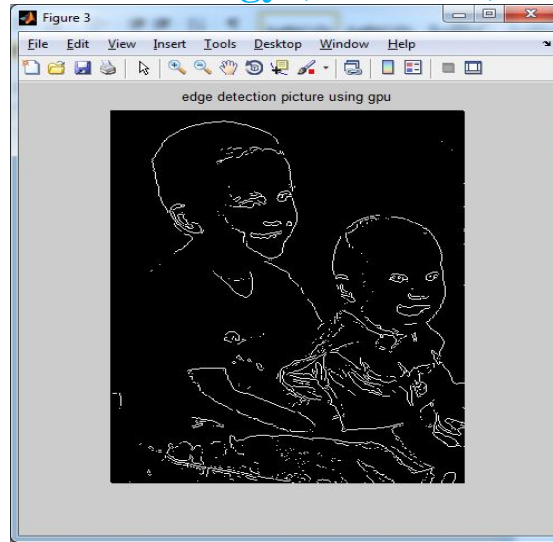 Figure 3
File Edit View Insert Tools Desktop Window Help
edge detection picture using gpu